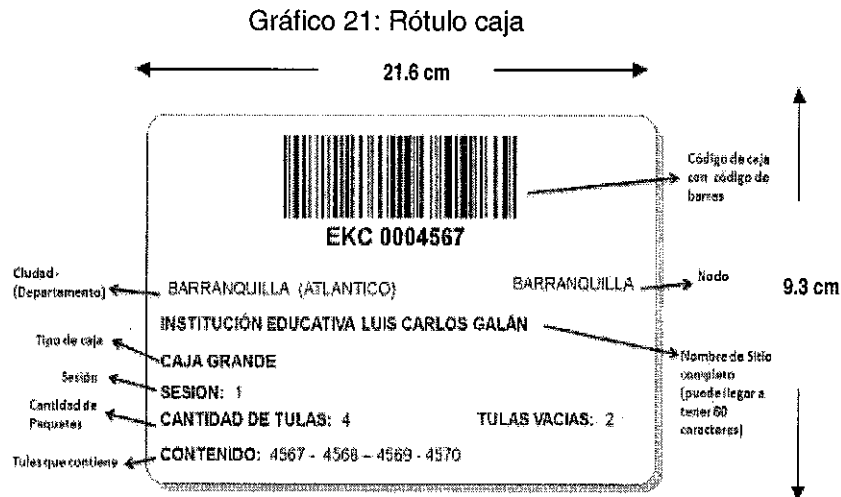 Gráfico 21: Rótulo caja
21.6 cm
Código de caja
con código de
barras
EKC 0004567
Ciudad -
(Departamento)
BARRANQUILLA (ATLANTICO)
BARRANQUILLA
Nodo
9.3 cm
INSTITUCIÓN EDUCATIVA LUIS CARLOS GALÁN
Tipo de caja
CAJA GRANDE
Nombre de Sitio
completo
(puede llegar a
tener 80
caracteres)
Sesión
SESION: 1
Cantidad de
Paquetes
CANTIDAD DE TULAS: 4
TULAS VACIAS: 2
Tulas que contiene
CONTENIDO: 4567 - 4568 – 4569 - 4570